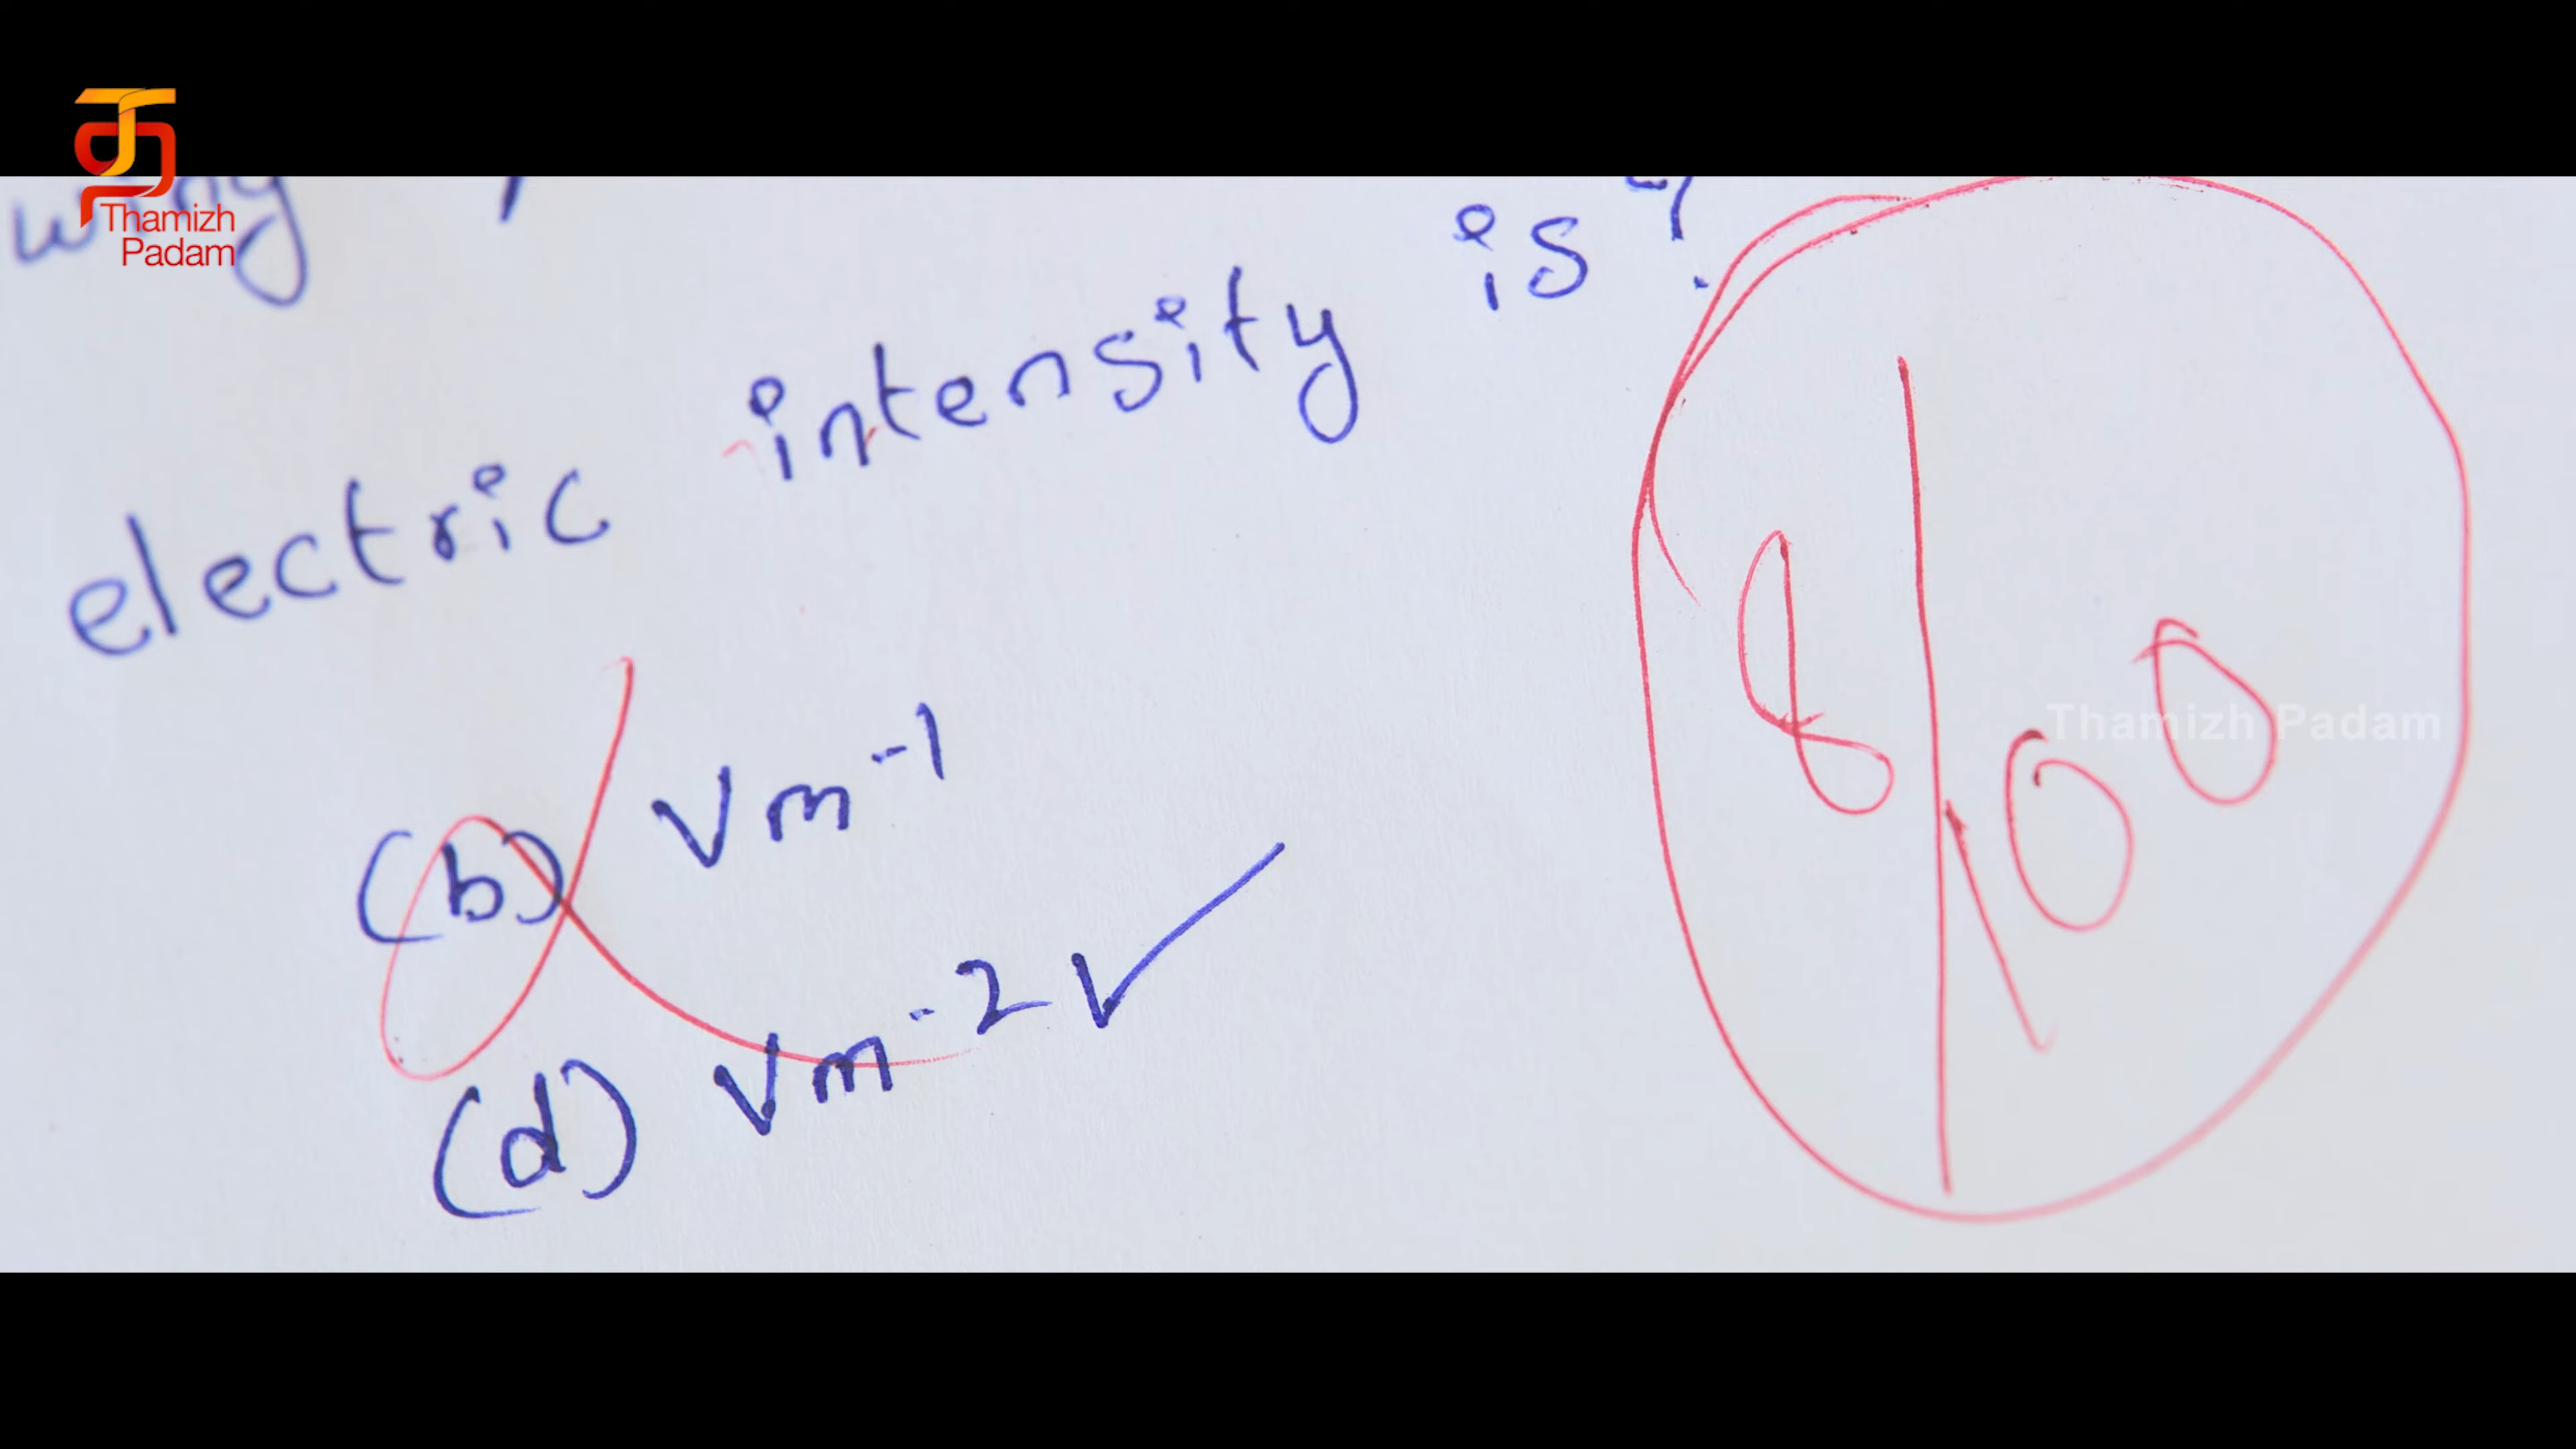 Thamizh
Padam
electric intensity is?
8/100
(b) Vm⁻¹
(d) Vm⁻² ✓
Thamizh Padam